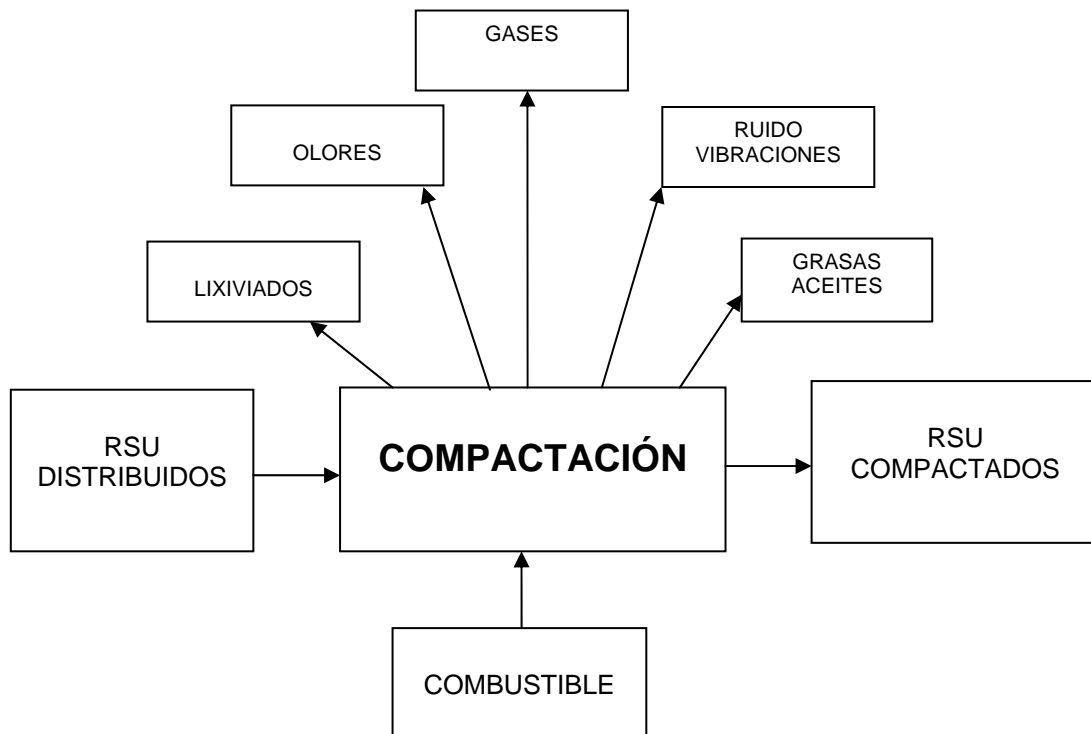 GASES
OLORES
RUIDO
VIBRACIONES
LIXIVIADOS
GRASAS
ACEITES
RSU
DISTRIBUIDOS
COMPACTACIÓN
RSU
COMPACTADOS
COMBUSTIBLE